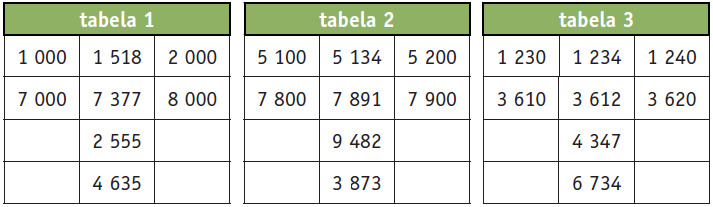 tabela 1 tabela 2 tabela 3
1 000 1 518 2 000 5 100 5 134 5 200 1 230 1 234 1 240
7 000 7 377 8 000 7 800 7 891 7 900 3 610 3 612 3 620
2 555 9 482 4 347
4 635 3 873 6 734